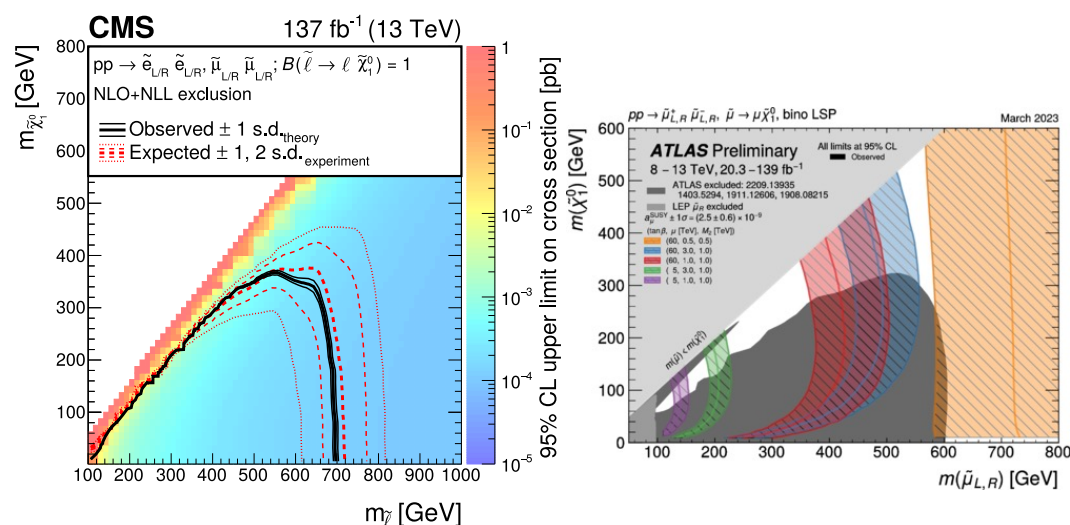 CMS 137 fb⁻¹ (13 TeV)
pp → ẽ_L/R ẽ_L/R, μ̃_L/R μ̃_L/R; B(ℓ̃ → ℓ χ̃₁⁰) = 1
NLO+NLL exclusion
Observed ± 1 s.d.theory
Expected ± 1, 2 s.d.experiment
m_χ̃₁⁰ [GeV]
800
700
600
500
400
300
200
100
100 200 300 400 500 600 700 800 900 1000
m_ℓ̃ [GeV]
1
10⁻¹
10⁻²
10⁻³
10⁻⁴
10⁻⁵
95% CL upper limit on cross section [pb]
pp → μ̃⁺_L,R μ̃⁻_L,R, μ̃ → μχ̃₁⁰, bino LSP March 2023
ATLAS Preliminary
8 – 13 TeV, 20.3-139 fb⁻¹
All limits at 95% CL
Observed
ATLAS excluded: 2209.13935
1403.5294, 1911.12606, 1908.08215
LEP μ̃_R excluded
a_μ^SUSY ± 1σ = (2.5 ± 0.6) × 10⁻⁹
(tan β, μ [TeV], M₂ [TeV])
(60, 0.5, 0.5)
(60, 3.0, 1.0)
(60, 1.0, 1.0)
( 5, 3.0, 1.0)
( 5, 1.0, 1.0)
m(μ̃) < m(χ̃₁⁰)
m(χ̃₁⁰) [GeV]
600
500
400
300
200
100
0
100 200 300 400 500 600 700 800
m(μ̃_L,R) [GeV]